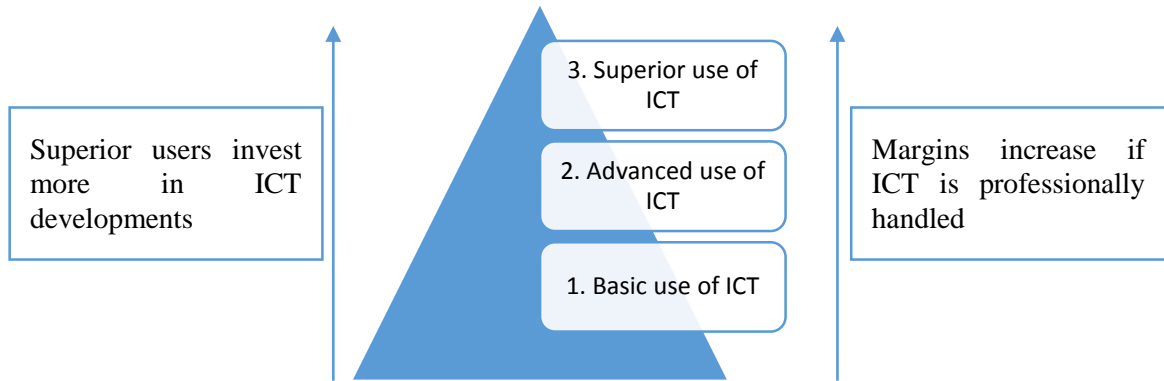 Superior users invest
more in ICT
developments
3. Superior use of
ICT
2. Advanced use of
ICT
1. Basic use of ICT
Margins increase if
ICT is professionally
handled